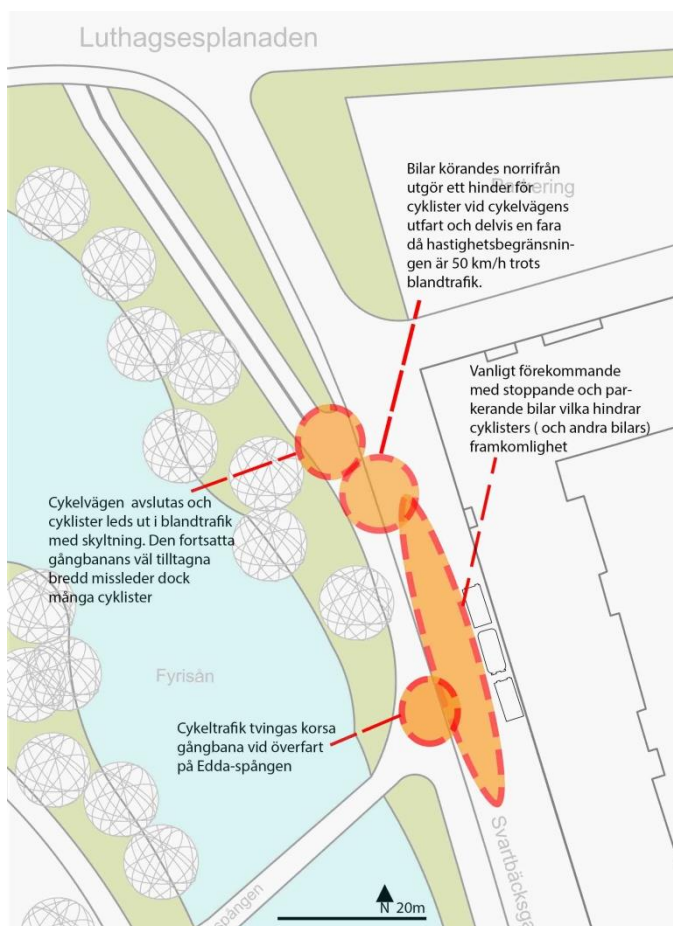 Luthagsesplanaden
Bilar körandes norrifrån
utgör ett hinder för
cyklister vid cykelvägens
utfart och delvis en fara
då hastighetsbegränsnin-
gen är 50 km/h trots
blandtrafik.
Parkering
Vanligt förekommande
med stoppande och par-
kerande bilar vilka hindrar
cyklisters ( och andra bilars)
framkomlighet
Cykelvägen avslutas och
cyklister leds ut i blandtrafik
med skyltning. Den fortsatta
gångbanans väl tilltagna
bredd missleder dock
många cyklister
Fyrisån
Cykeltrafik tvingas korsa
gångbana vid överfart
på Edda-spången
Svartbäcksga
spången
N 20m